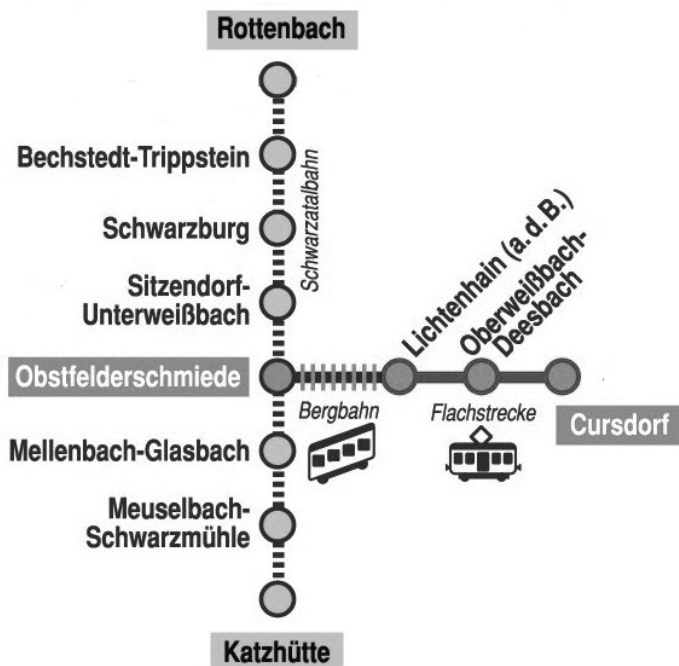 Rottenbach
Bechstedt-Trippstein
Schwarzatalbahn
Schwarzburg
Sitzendorf-
Unterweißbach
Lichtenhain (a. d. B.)
Oberweißbach-
Deesbach
Obstfelderschmiede
Bergbahn
Flachstrecke
Cursdorf
Mellenbach-Glasbach
Meuselbach-
Schwarzmühle
Katzhütte